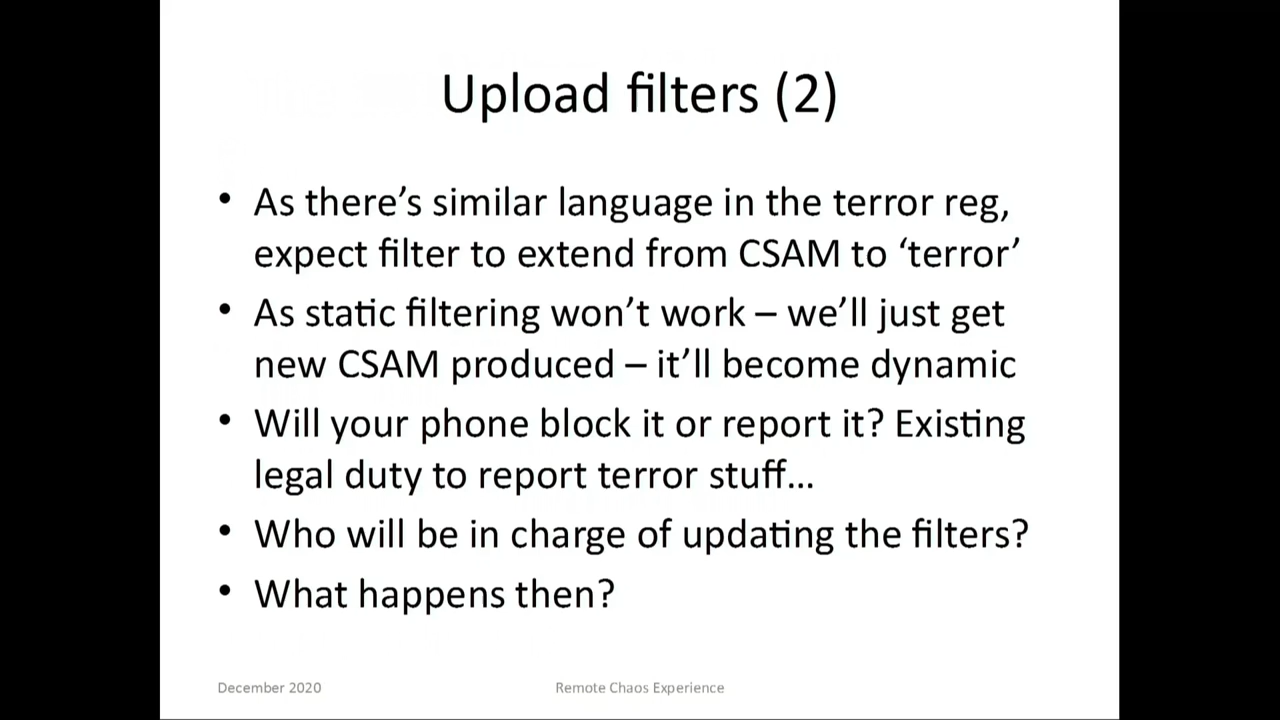 Upload filters (2)
• As there’s similar language in the terror reg,
expect filter to extend from CSAM to ‘terror’
• As static filtering won’t work – we’ll just get
new CSAM produced – it’ll become dynamic
• Will your phone block it or report it? Existing
legal duty to report terror stuff…
• Who will be in charge of updating the filters?
• What happens then?
December 2020
Remote Chaos Experience